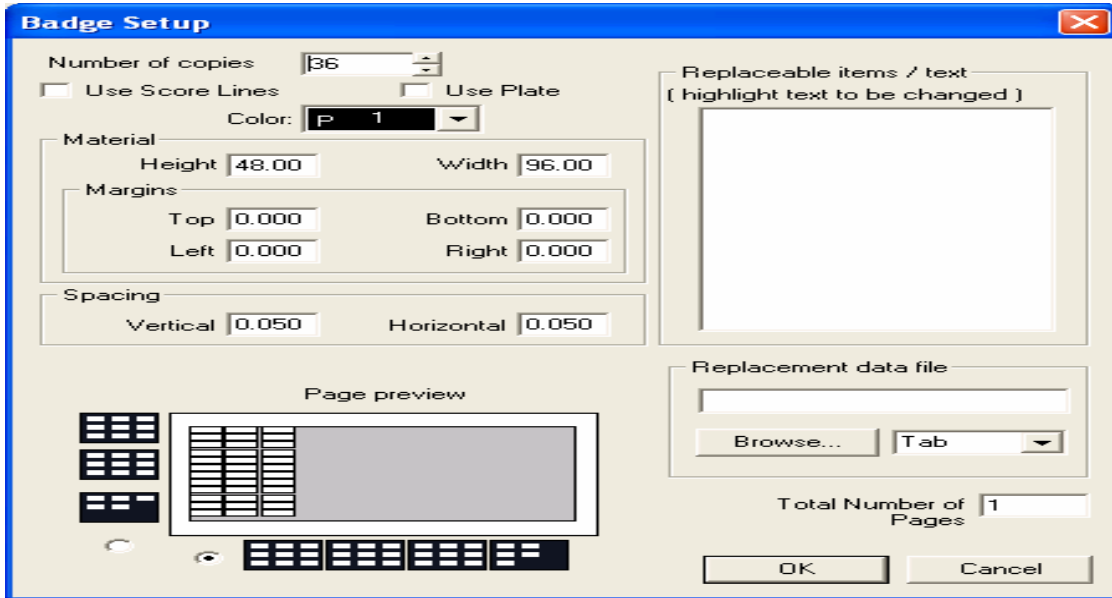 Badge Setup
Number of copies 36
Use Score Lines Use Plate
Color: P 1
Material
Height 48.00 Width 96.00
Margins
Top 0.000 Bottom 0.000
Left 0.000 Right 0.000
Spacing
Vertical 0.050 Horizontal 0.050
Page preview
Replaceable items / text
( highlight text to be changed )
Replacement data file
Browse... Tab
Total Number of 1
Pages
OK Cancel